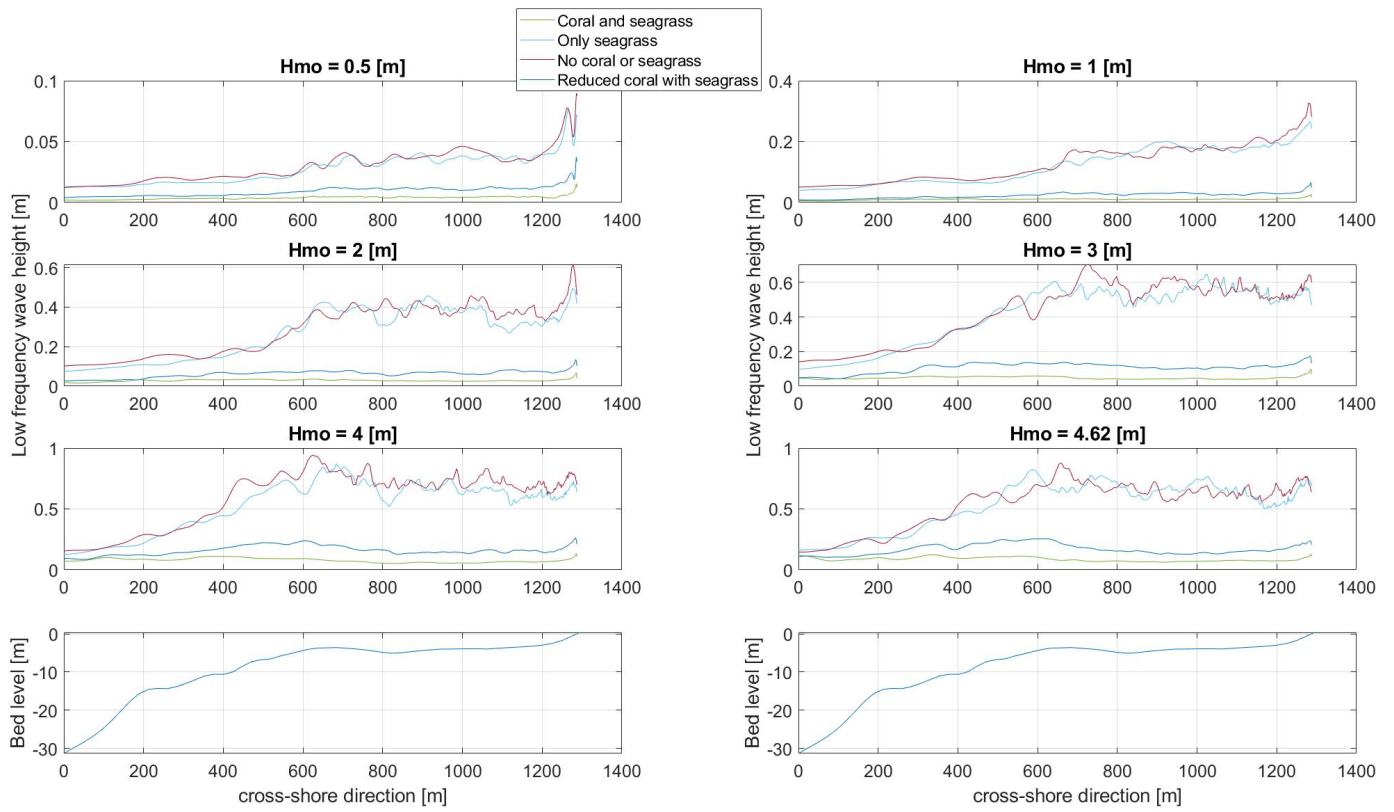 Coral and seagrass
Only seagrass
No coral or seagrass
Reduced coral with seagrass
Hmo = 0.5 [m]
0.1
0.05
0
0 200 400 600 800 1000 1200 1400
Hmo = 1 [m]
0.4
0.2
0
0 200 400 600 800 1000 1200 1400
Low frequency wave height [m]
Hmo = 2 [m]
0.6
0.4
0.2
0
0 200 400 600 800 1000 1200 1400
Low frequency wave height [m]
Hmo = 3 [m]
0.6
0.4
0.2
0
0 200 400 600 800 1000 1200 1400
Hmo = 4 [m]
1
0.5
0
0 200 400 600 800 1000 1200 1400
Hmo = 4.62 [m]
1
0.5
0
0 200 400 600 800 1000 1200 1400
Bed level [m]
0
-10
-20
-30
0 200 400 600 800 1000 1200 1400
cross-shore direction [m]
Bed level [m]
0
-10
-20
-30
0 200 400 600 800 1000 1200 1400
cross-shore direction [m]